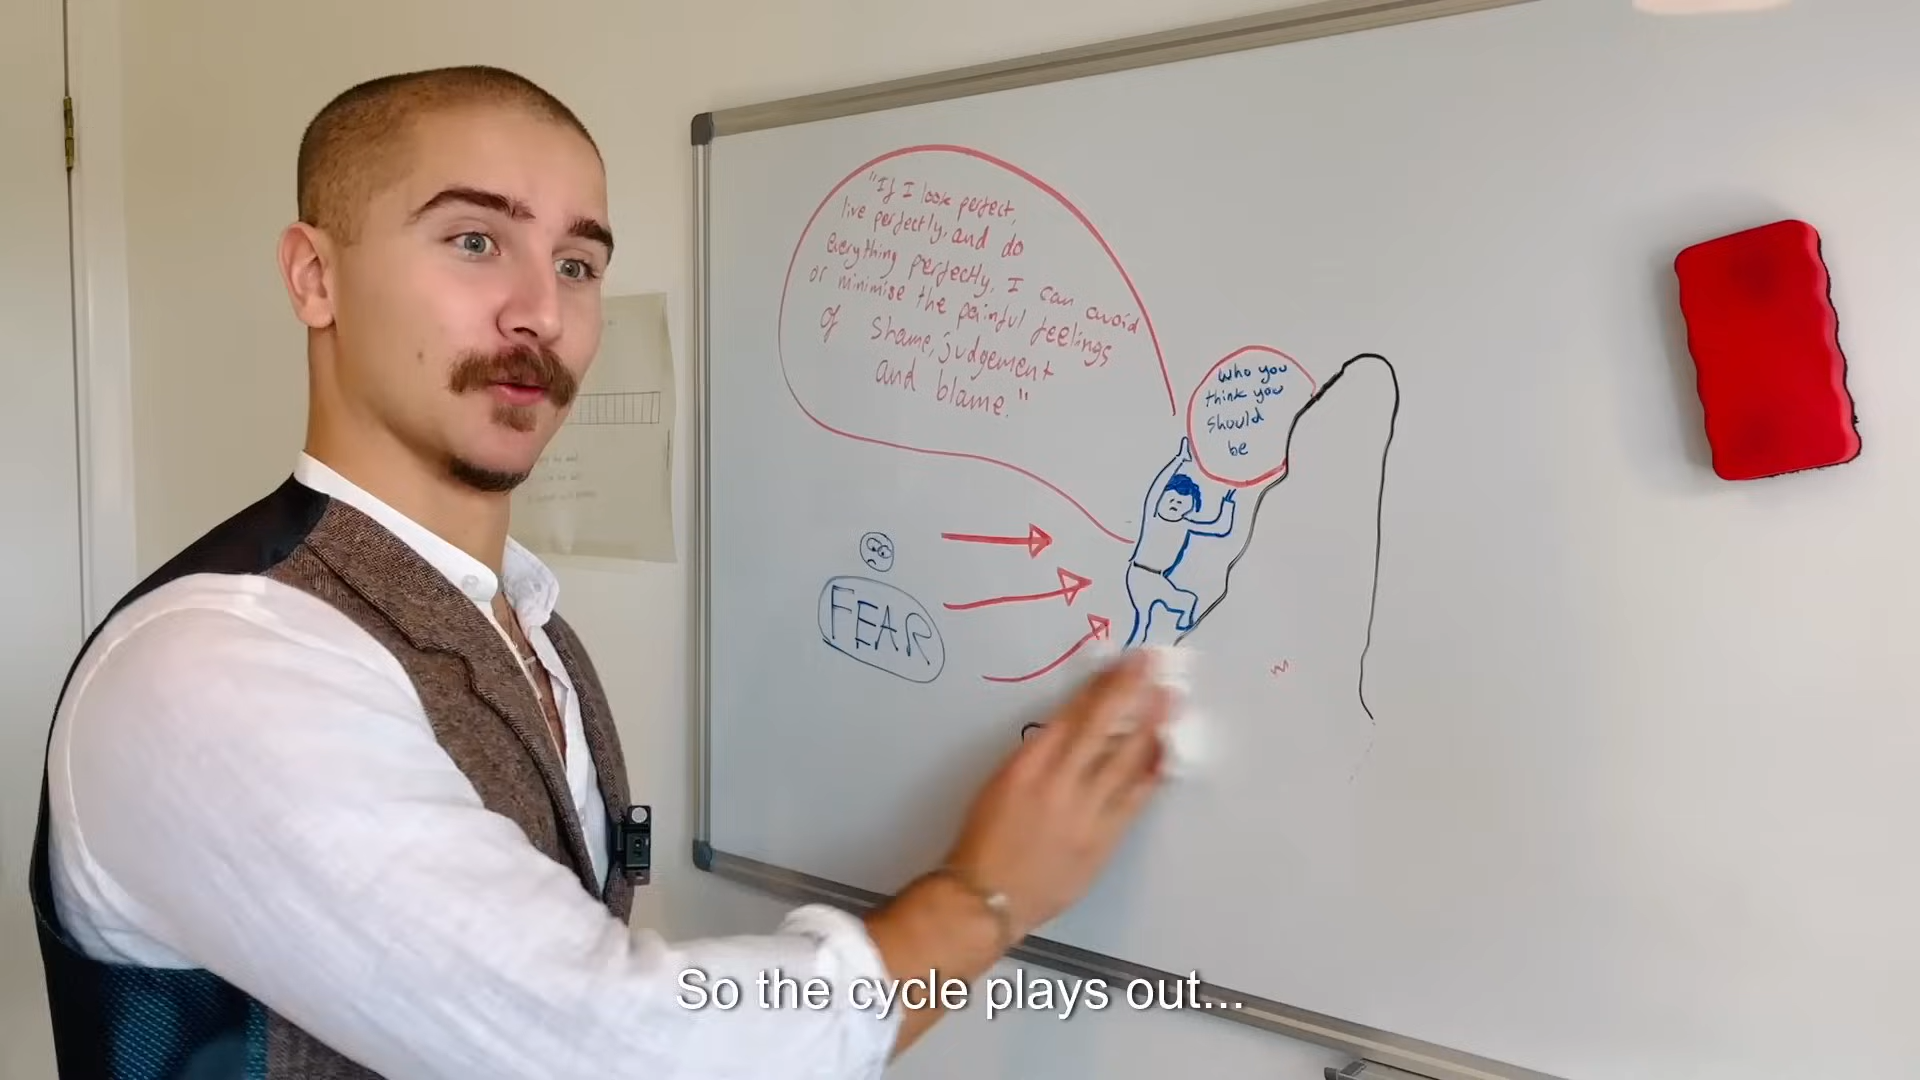 "If I look perfect,
live perfectly, and do
everything perfectly, I can avoid
or minimise the painful feelings
of shame, judgement
and blame."
who you
think you
should
be
FEAR
So the cycle plays out...